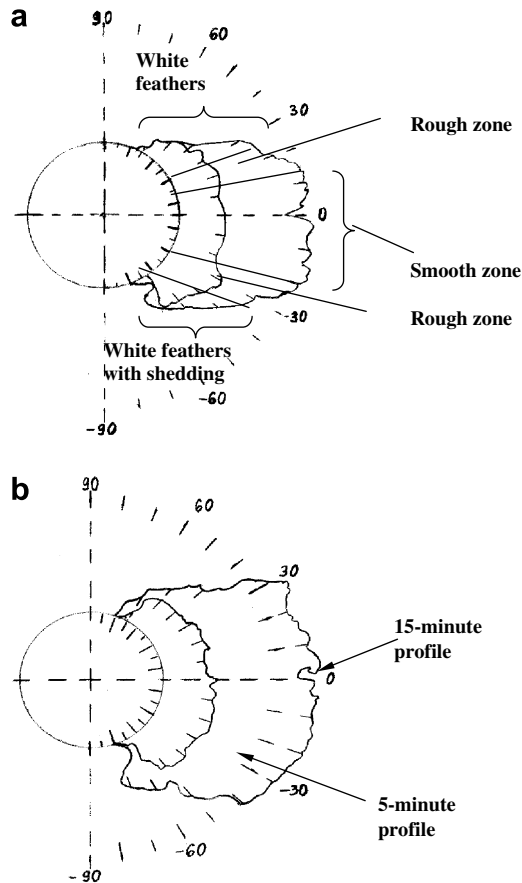 a
90
60
White
feathers
30
Rough zone
0
Smooth zone
-30
Rough zone
White feathers
with shedding
-60
-90
b
90
60
30
15-minute
profile
0
-30
5-minute
profile
-60
-90